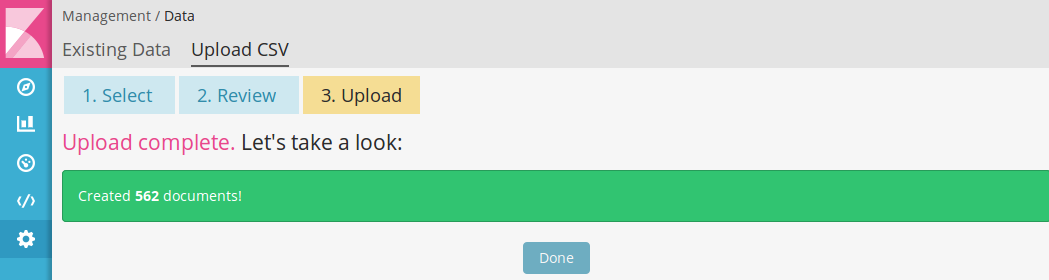 Management / Data
Existing Data Upload CSV
1. Select 2. Review 3. Upload
Upload complete. Let's take a look:
Created 562 documents!
Done